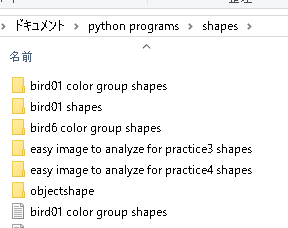 ドキュメント > python programs > shapes >
名前
bird01 color group shapes
bird01 shapes
bird6 color group shapes
easy image to analyze for practice3 shapes
easy image to analyze for practice4 shapes
objectshape
bird01 color group shapes